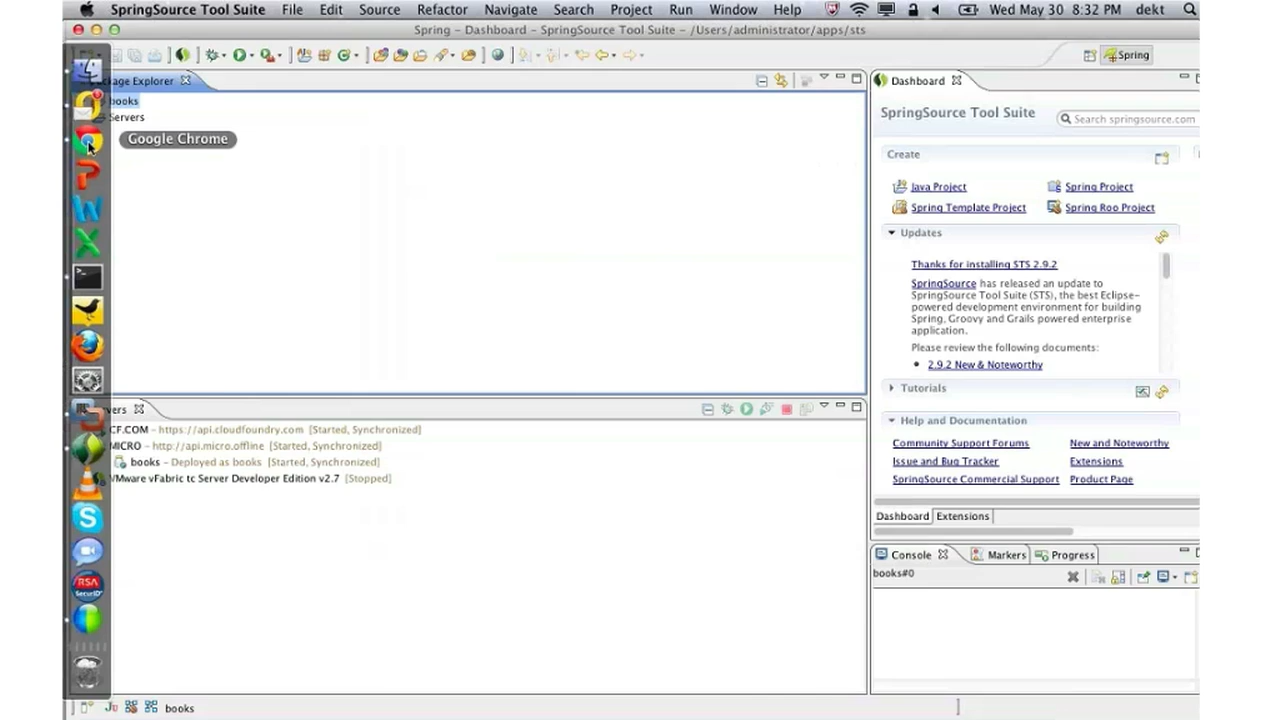 SpringSource Tool Suite File Edit Source Refactor Navigate Search Project Run Window Help Wed May 30 8:32 PM dekt
Spring - Dashboard - SpringSource Tool Suite - /Users/administrator/apps/sts
Spring
kage Explorer
books
Servers
Google Chrome
Dashboard
SpringSource Tool Suite
Search springsource.com
Create
Java Project
Spring Project
Spring Template Project
Spring Roo Project
Updates
Thanks for installing STS 2.9.2
SpringSource has released an update to
SpringSource Tool Suite (STS), the best Eclipse-
powered development environment for building
Spring, Groovy and Grails powered enterprise
application.
Please review the following documents:
2.9.2 New & Noteworthy
Tutorials
Help and Documentation
Community Support Forums
New and Noteworthy
Issue and Bug Tracker
Extensions
SpringSource Commercial Support
Product Page
Dashboard Extensions
vers
CF.COM - https://api.cloudfoundry.com [Started, Synchronized]
MICRO - http://api.micro.offline [Started, Synchronized]
books - Deployed as books [Started, Synchronized]
VMware vFabric tc Server Developer Edition v2.7 [Stopped]
RSA
SecurID
Console Markers Progress
books#0
books